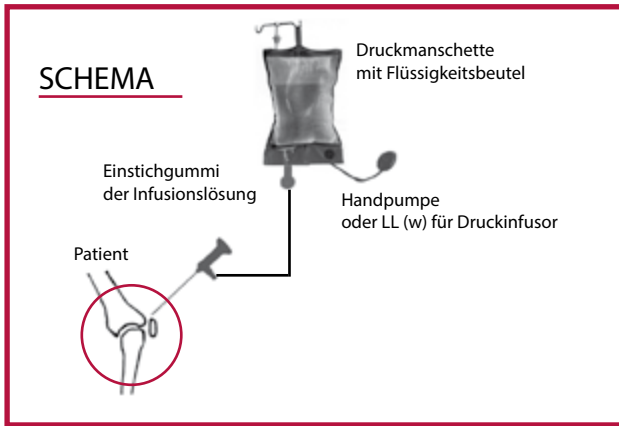 SCHEMA
Druckmanschette
mit Flüssigkeitsbeutel
Einstichgummi
der Infusionslösung
Handpumpe
oder LL (w) für Druckinfusor
Patient